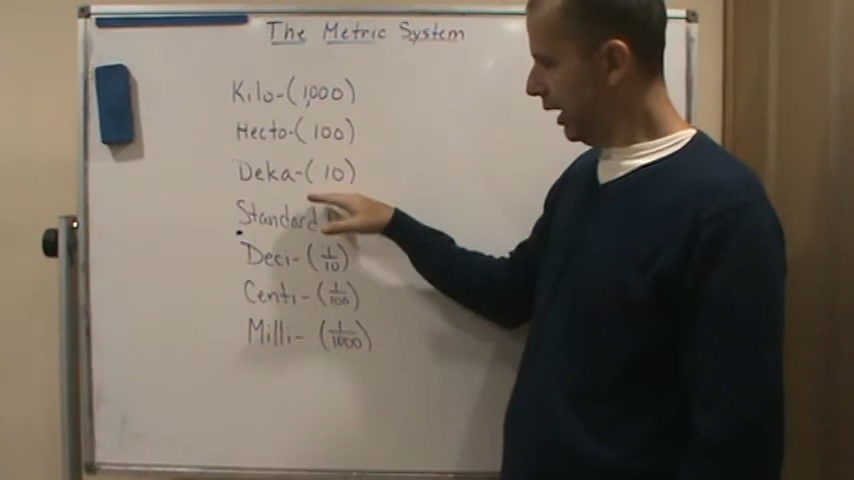 The Metric System
Kilo-(1,000)
Hecto-(100)
Deka-(10)
Standard
Deci-(1/10)
Centi-(1/100)
Milli-(1/1000)